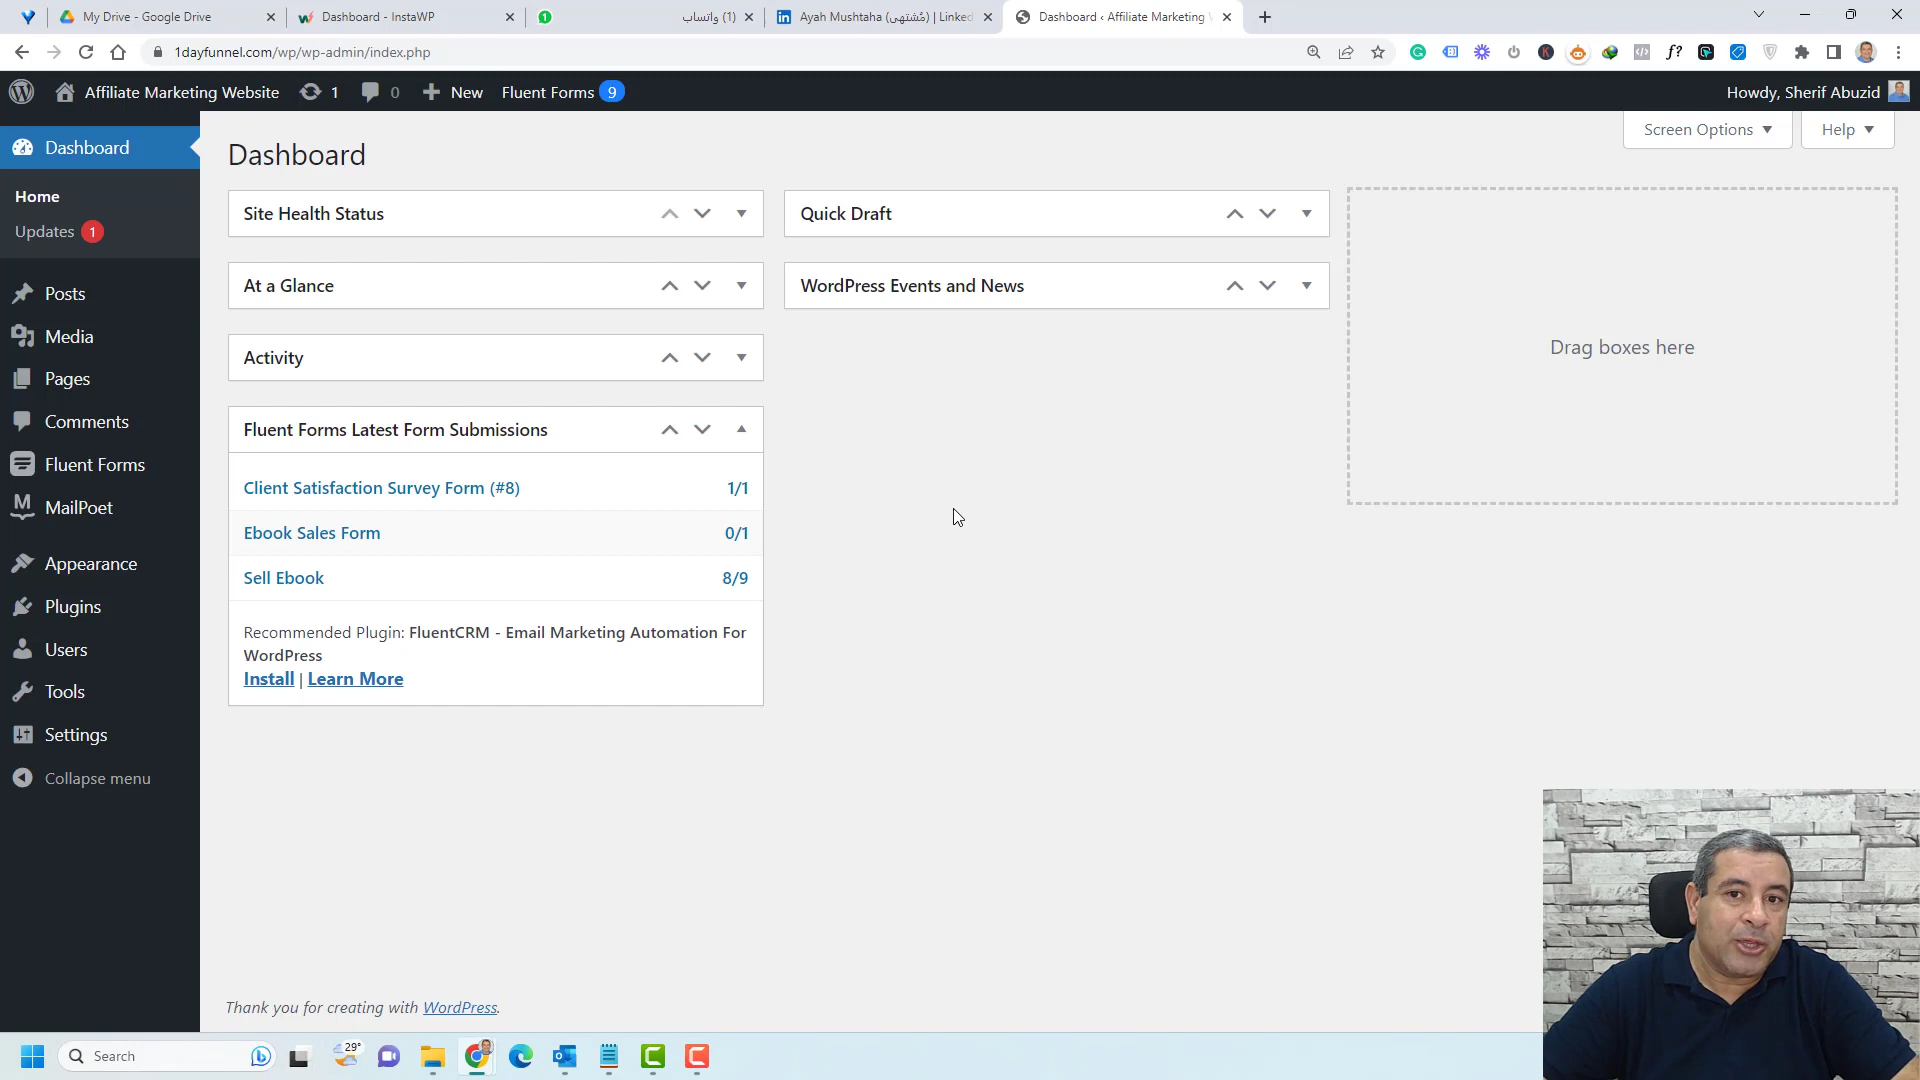 My Drive - Google Drive
Dashboard - InstaWP
1
(1) واتساب
Ayah Mushtaha (مُشتهى) | Linked
Dashboard ‹ Affiliate Marketing
1dayfunnel.com/wp/wp-admin/index.php
Affiliate Marketing Website
1
0
New
Fluent Forms 9
Howdy, Sherif Abuzid
Screen Options
Help
Dashboard
Home
Updates 1
Posts
Media
Pages
Comments
Fluent Forms
MailPoet
Appearance
Plugins
Users
Tools
Settings
Collapse menu
Dashboard
Site Health Status
At a Glance
Activity
Fluent Forms Latest Form Submissions
Client Satisfaction Survey Form (#8) 1/1
Ebook Sales Form 0/1
Sell Ebook 8/9
Recommended Plugin: FluentCRM - Email Marketing Automation For
WordPress
Install | Learn More
Quick Draft
WordPress Events and News
Drag boxes here
Thank you for creating with WordPress.
Search
29°